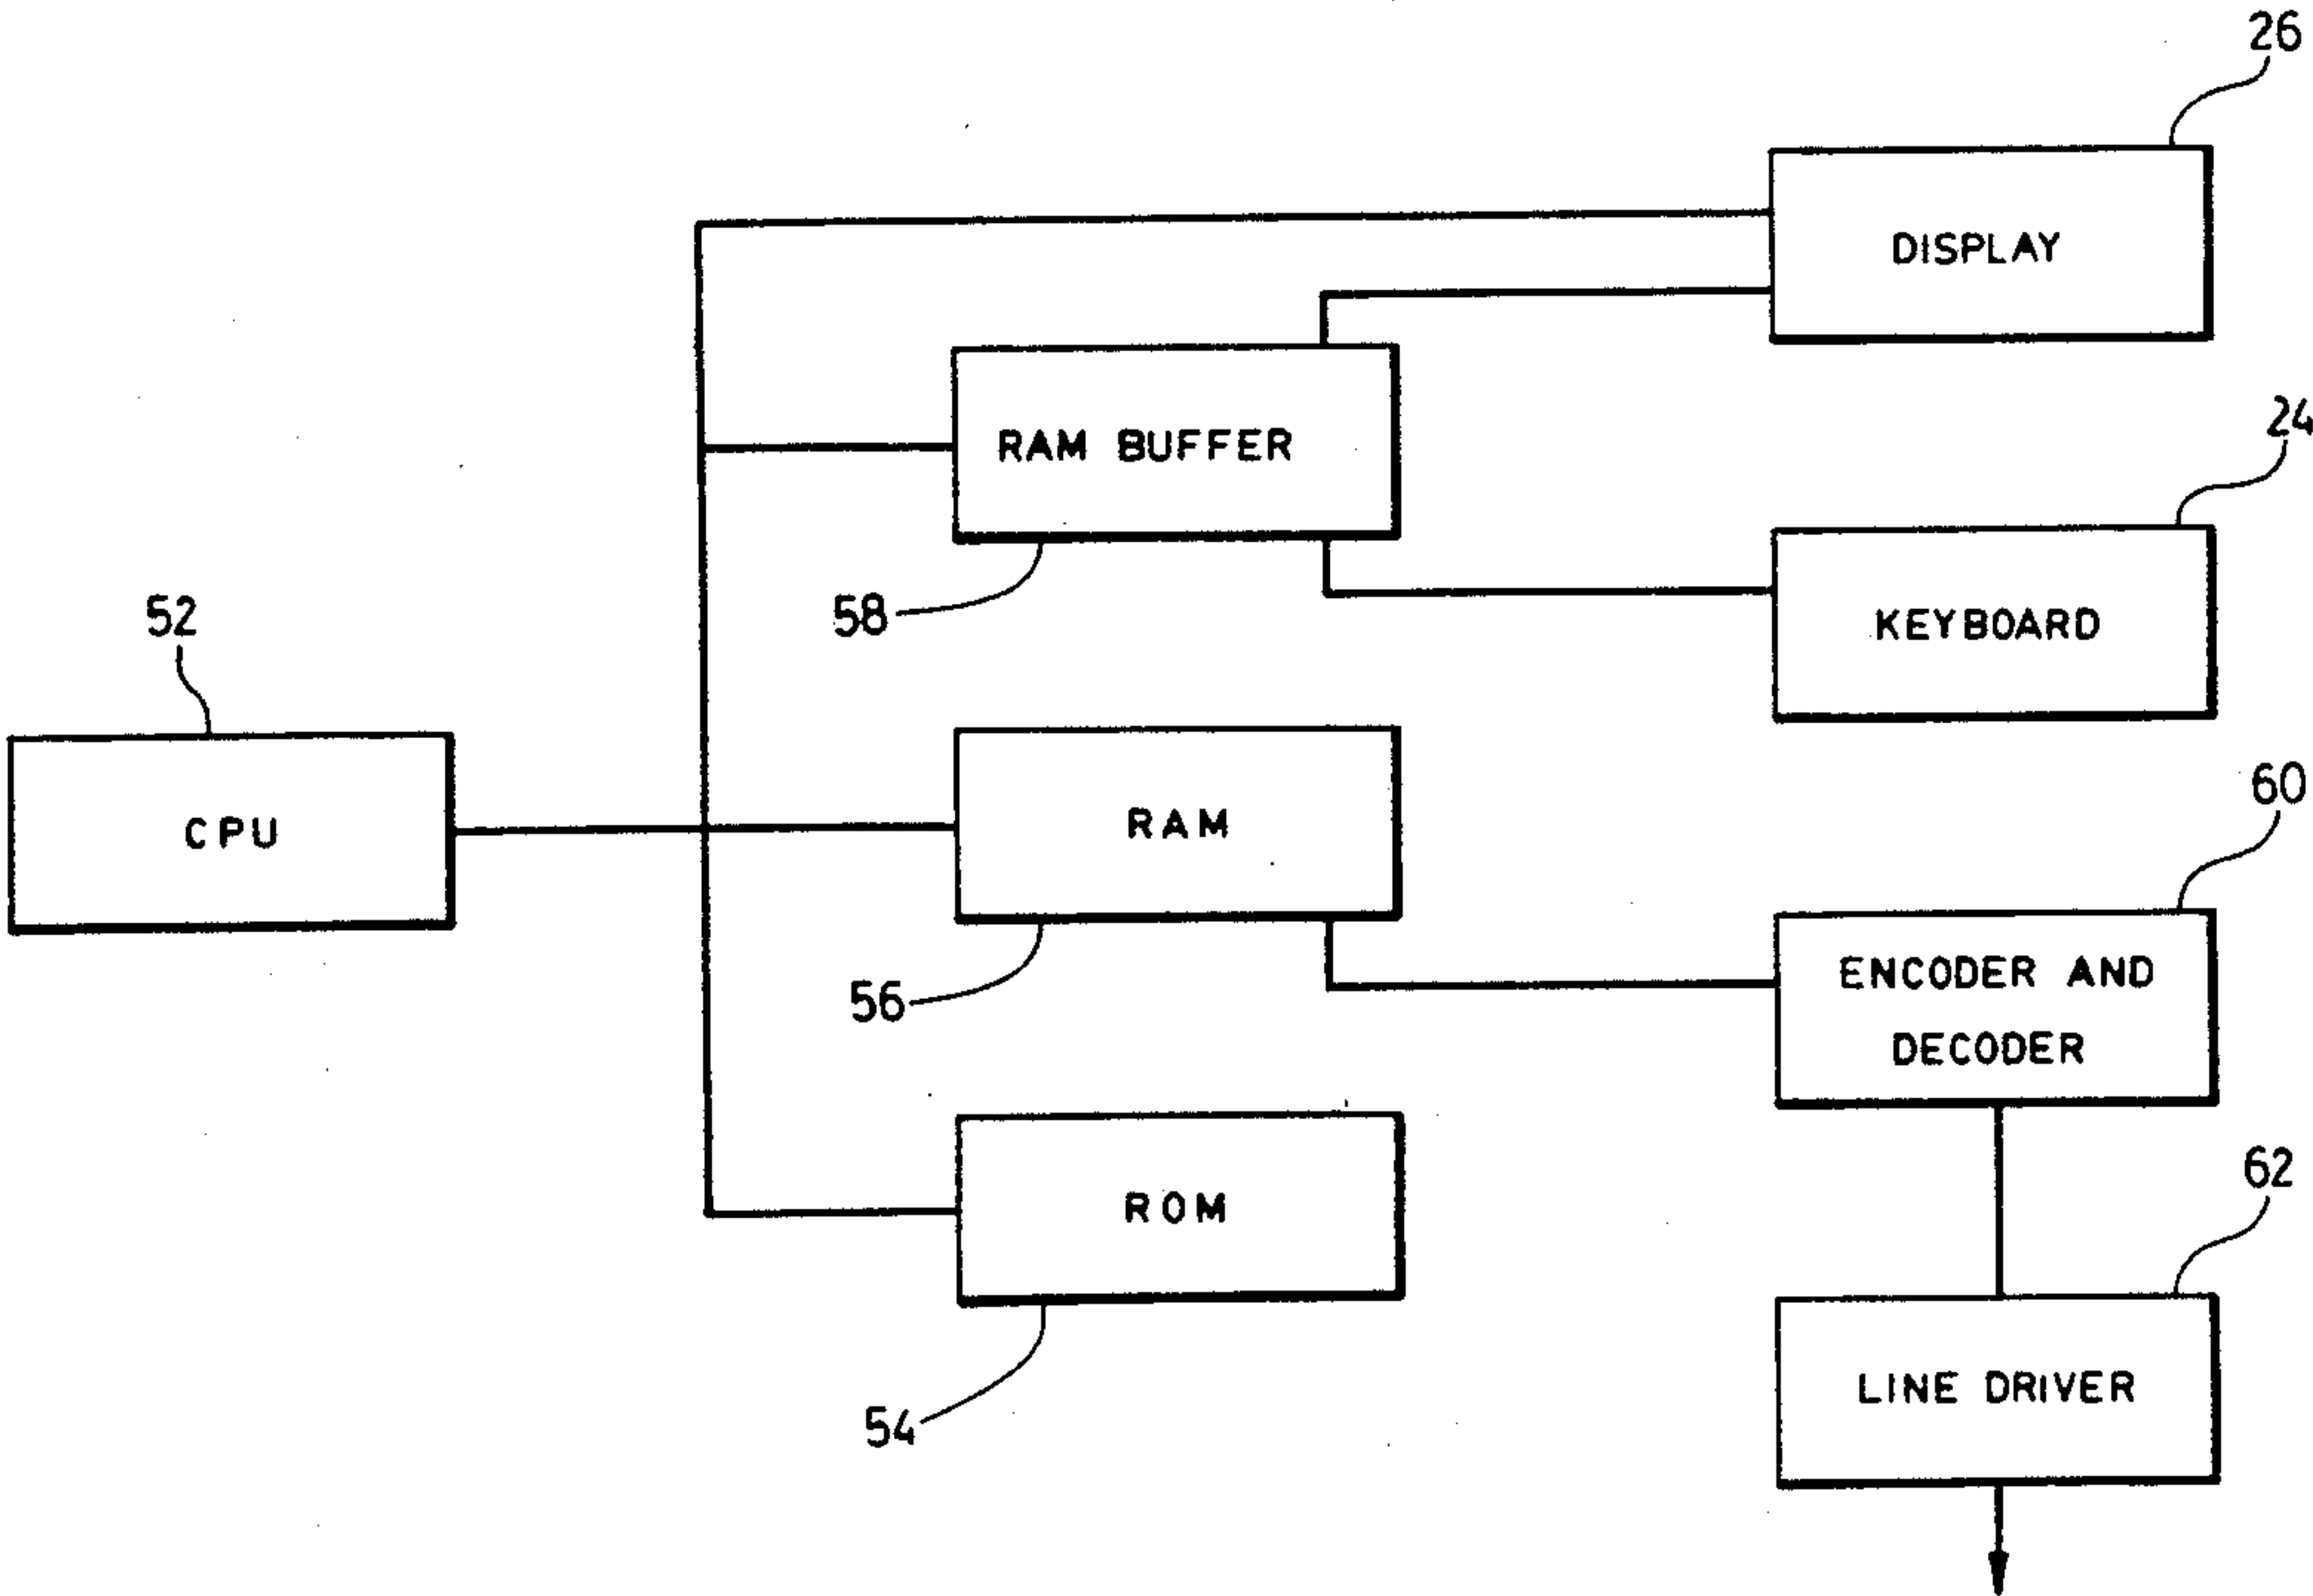 26
DISPLAY
24
RAM BUFFER
58
52
KEYBOARD
60
CPU
RAM
56
ENCODER AND
DECODER
62
ROM
54
LINE DRIVER